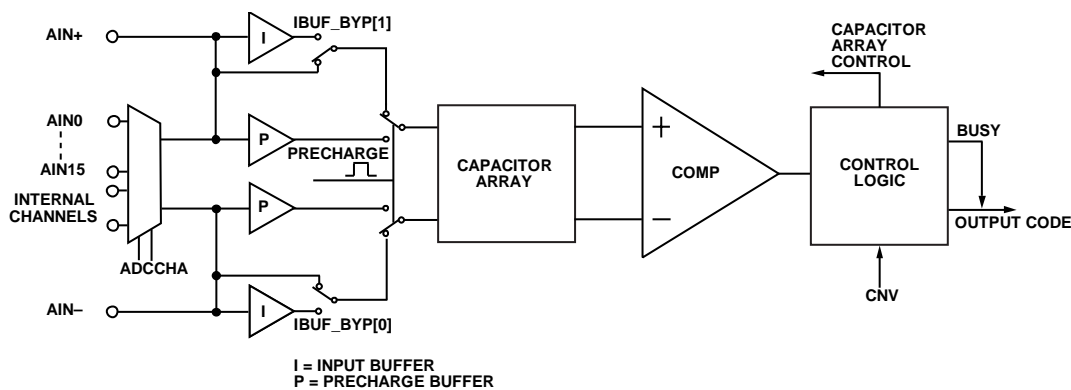 AIN+
I
IBUF_BYP[1]
CAPACITOR
ARRAY
CONTROL
AIN0
AIN15
INTERNAL
CHANNELS
P
PRECHARGE
P
CAPACITOR
ARRAY
+
COMP
−
CONTROL
LOGIC
BUSY
OUTPUT CODE
ADCCHA
CNV
AIN–
I
IBUF_BYP[0]
I = INPUT BUFFER
P = PRECHARGE BUFFER